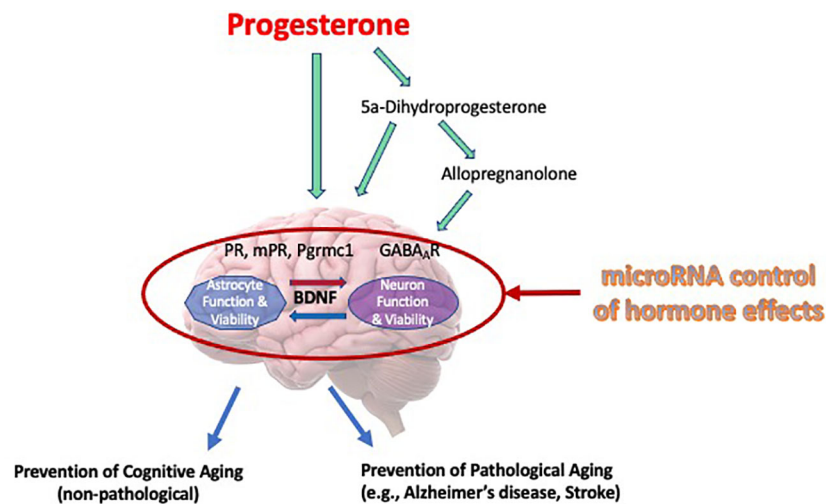 Progesterone
5a-Dihydroprogesterone
Allopregnanolone
PR, mPR, Pgrmc1
GABAAR
Astrocyte
Function &
Viability
BDNF
Neuron
Function
& Viability
microRNA control
of hormone effects
Prevention of Cognitive Aging
(non-pathological)
Prevention of Pathological Aging
(e.g., Alzheimer's disease, Stroke)